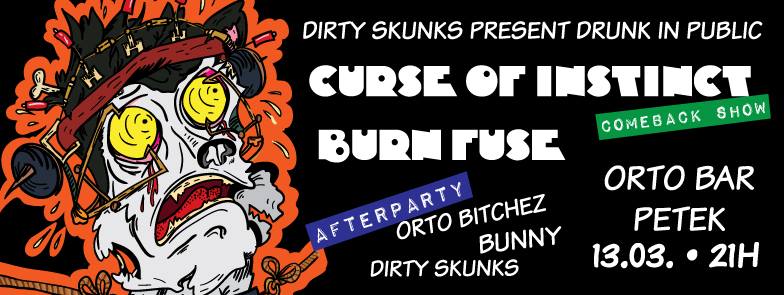 DIRTY SKUNKS PRESENT DRUNK IN PUBLIC
CURSE OF INSTINCT
COMEBACK SHOW
BURN FUSE
AFTERPARTY
ORTO BITCHEZ
BUNNY
DIRTY SKUNKS
ORTO BAR
PETEK
13.03. • 21H